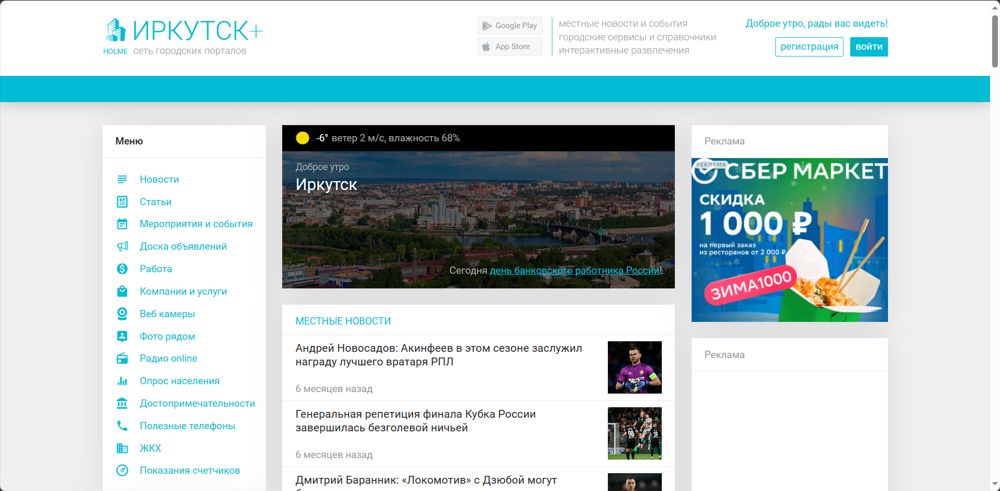 ИРКУТСК+
HOLME сеть городских порталов
Google Play
App Store
местные новости и события
городские сервисы и справочники
интерактивные развлечения
Доброе утро, рады вас видеть!
регистрация
войти
Меню
Новости
Статьи
Мероприятия и события
Доска объявлений
Работа
Компании и услуги
Веб камеры
Фото рядом
Радио online
Опрос населения
Достопримечательности
Полезные телефоны
ЖКХ
Показания счетчиков
-6° ветер 2 м/с, влажность 68%
Доброе утро
Иркутск
Сегодня день банковского работника России!
МЕСТНЫЕ НОВОСТИ
Андрей Новосадов: Акинфеев в этом сезоне заслужил
награду лучшего вратаря РПЛ
6 месяцев назад
Генеральная репетиция финала Кубка России
завершилась безголевой ничьей
6 месяцев назад
98
19
Дмитрий Баранник: «Локомотив» с Дзюбой могут
Реклама
РЕКЛАМА
СБЕР МАРКЕТ
СКИДКА
1 000 ₽
на первый заказ
из ресторанов от 2 000 ₽
ЗИМА1000
Реклама